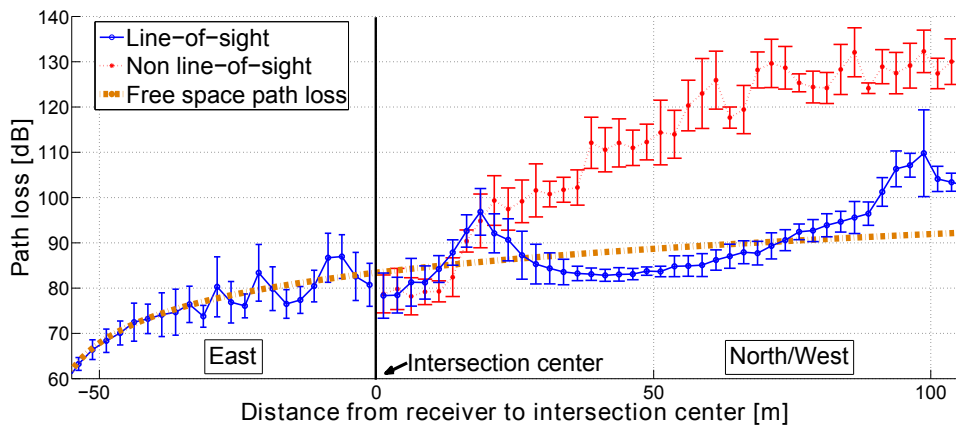 140
130
120
110
100
90
80
70
60
Path loss [dB]
Line-of-sight
Non line-of-sight
Free space path loss
East
Intersection center
North/West
-50
0
50
100
Distance from receiver to intersection center [m]